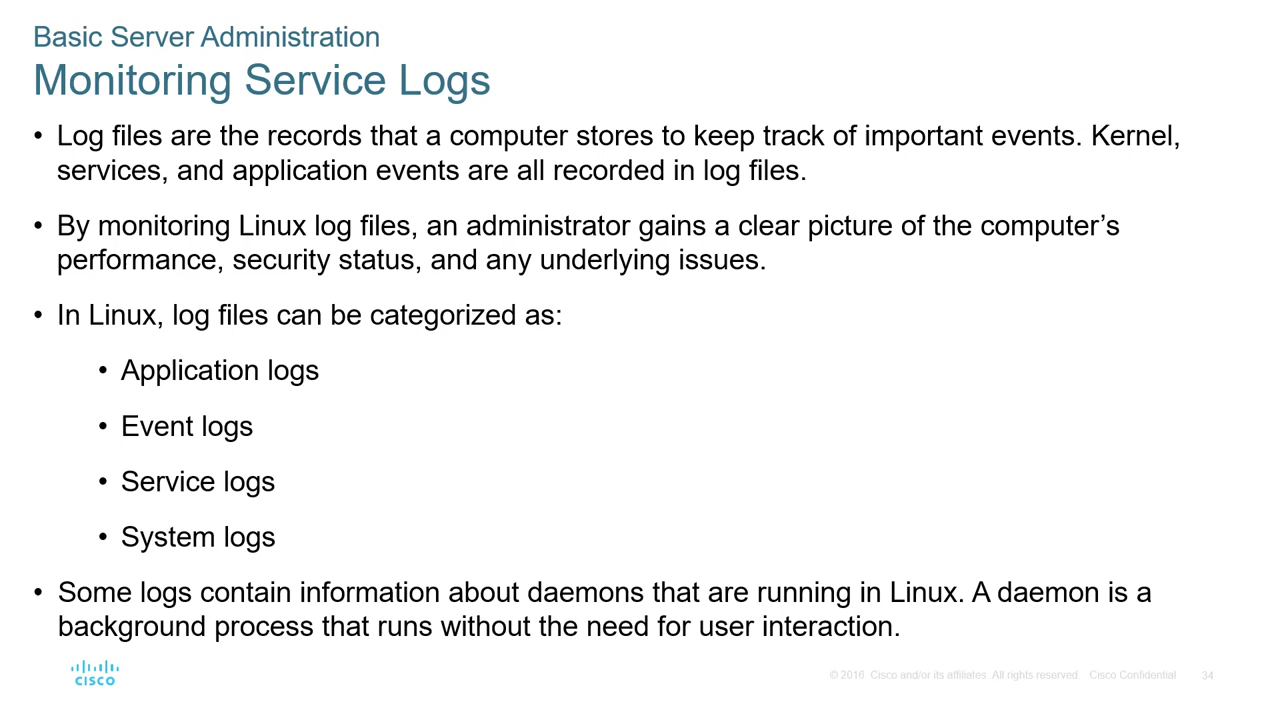 Basic Server Administration
Monitoring Service Logs
• Log files are the records that a computer stores to keep track of important events. Kernel,
services, and application events are all recorded in log files.
• By monitoring Linux log files, an administrator gains a clear picture of the computer’s
performance, security status, and any underlying issues.
• In Linux, log files can be categorized as:
• Application logs
• Event logs
• Service logs
• System logs
• Some logs contain information about daemons that are running in Linux. A daemon is a
background process that runs without the need for user interaction.
CISCO
© 2016 Cisco and/or its affiliates. All rights reserved. Cisco Confidential 34